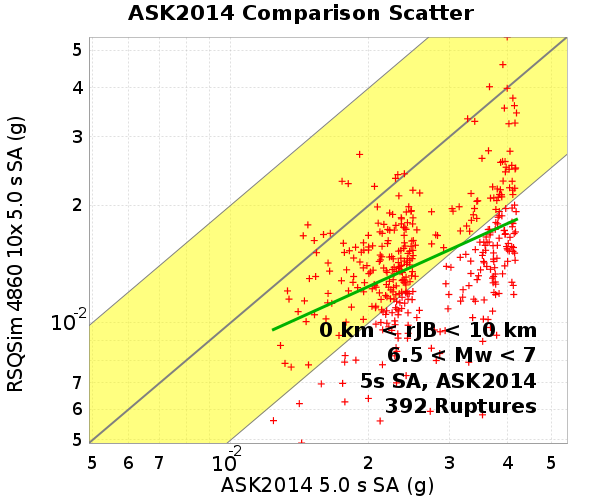 ASK2014 Comparison Scatter
RSQSim 4860 10x 5.0 s SA (g)
5
4
3
2
10-2
7
6
5
0 km < rJB < 10 km
6.5 < Mw < 7
5s SA, ASK2014
392 Ruptures
5 6 7 10-2 2 3 4 5
ASK2014 5.0 s SA (g)